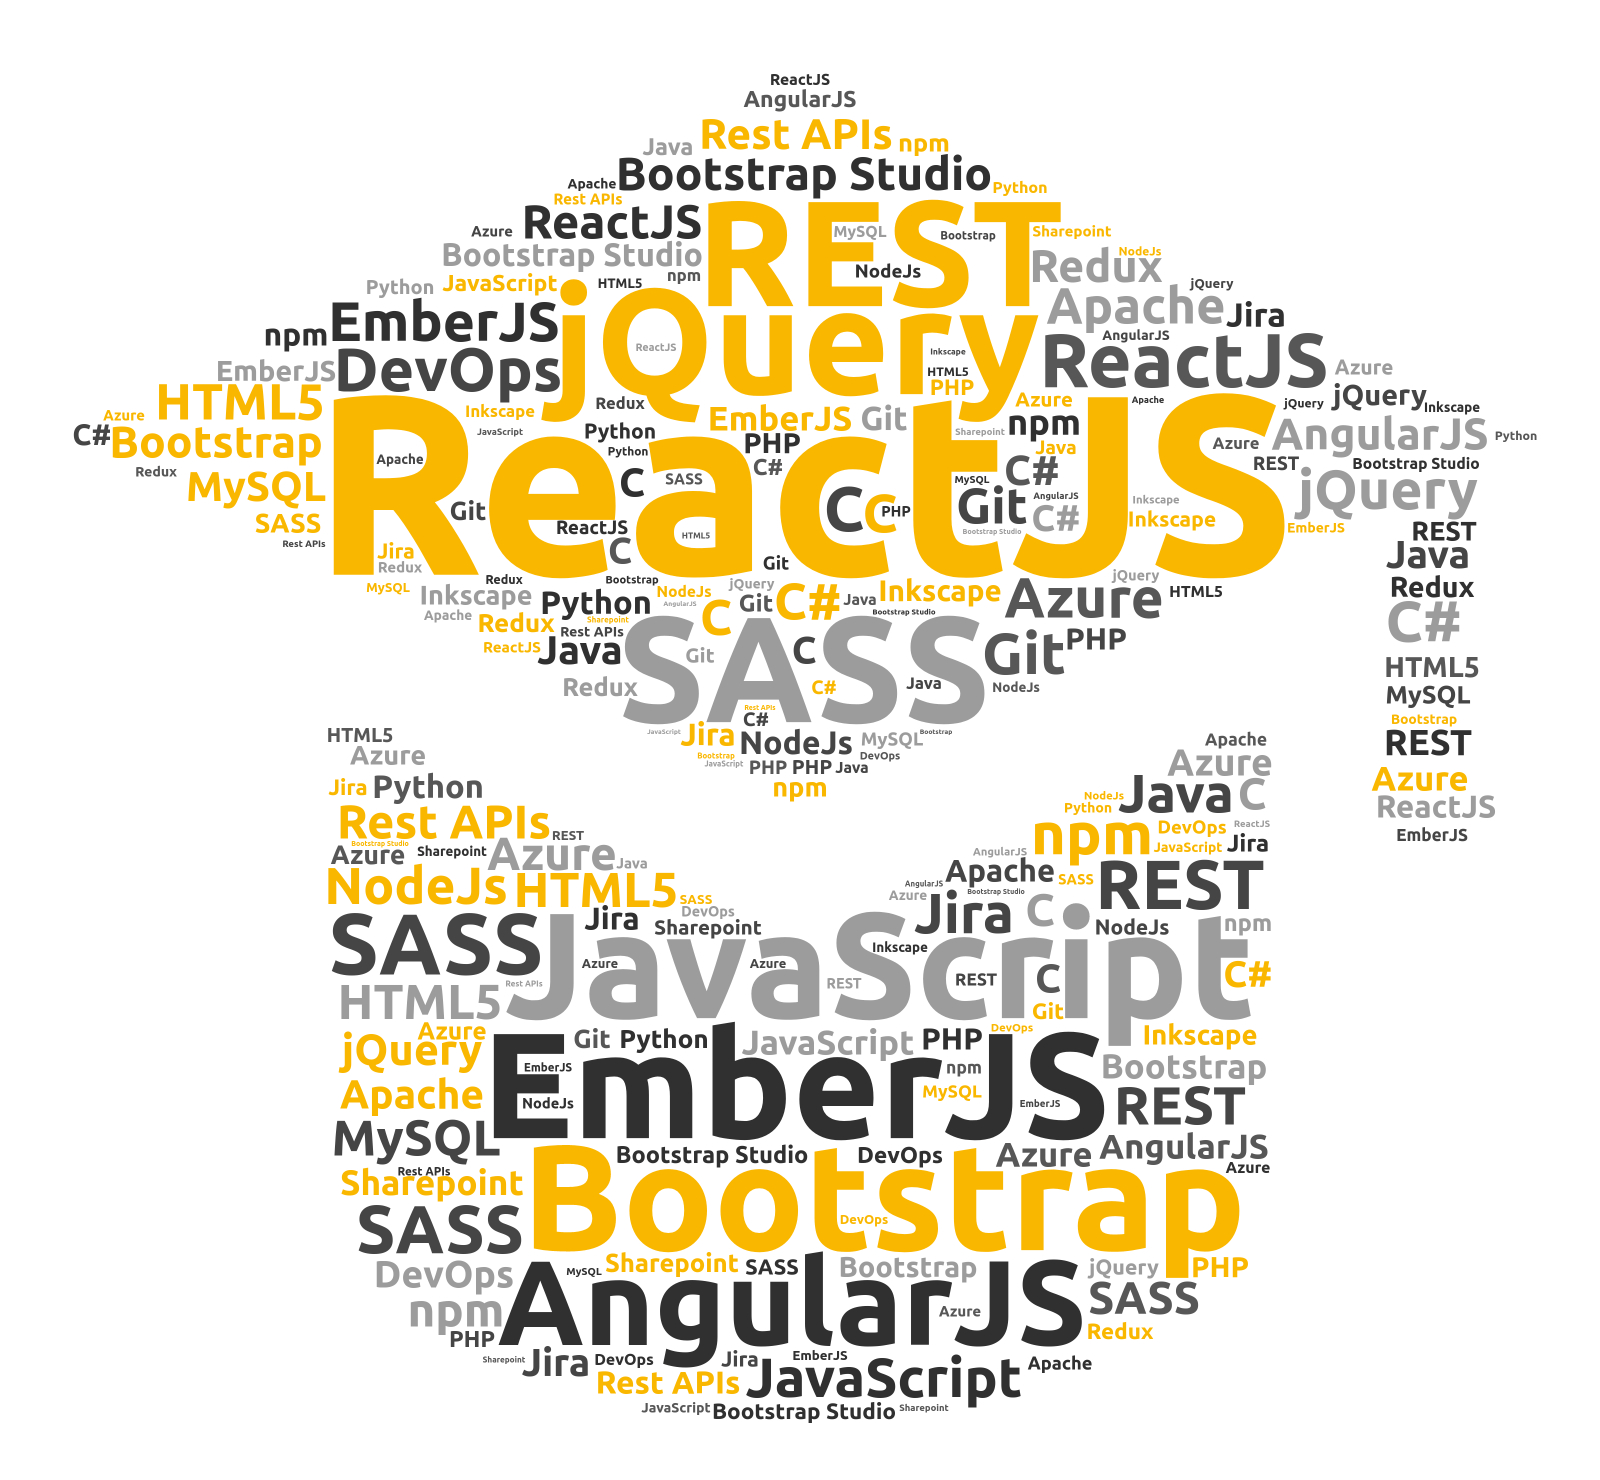 ReactJS
AngularJS
Rest APIs npm
Java
Bootstrap Studio
Apache Python
Rest APIs
REST
ReactJS
Azure MySQL Bootstrap Sharepoint
Bootstrap Studio NodeJs
Redux
npm NodeJs
JavaScript HTML5 jQuery
Python
jQuery
Apache
EmberJS Jira
npm AngularJS
ReactJS Inkscape ReactJS
EmberJS DevOps HTML5 Azure
PHP
HTML5 Redux Azure Apache jQuery jQuery Inkscape
Azure Inkscape EmberJS Git npm
ReactJS
C# Bootstrap JavaScript Python PHP Sharepoint Java Azure AngularJS Python
Redux Apache Python C# C# REST Bootstrap Studio
MySQL C SASS MySQL jQuery
Git C C PHP Git AngularJS Inkscape
SASS ReactJS C# Inkscape EmberJS
Rest APIs HTML5 Bootstrap Studio REST
Jira C Java
Redux Git
MySQL Redux Bootstrap jQuery
Inkscape NodeJs jQuery Inkscape Azure HTML5 Redux
Python AngularJS Git C# Java
Apache C Bootstrap Studio
Redux Sharepoint C#
Rest APIs
SASS
ReactJS Java Git C Git PHP
HTML5
Redux C# Java NodeJs MySQL
Rest APIs
C# Bootstrap
HTML5 JavaScript Jira NodeJs MySQL Bootstrap Apache REST
Azure Bootstrap DevOps Azure
JavaScript PHP PHP Java
Jira Python npm Java C Azure
NodeJs
Python ReactJS
Rest APIs REST npm DevOps ReactJS
Bootstrap Studio EmberJS
Azure Sharepoint Azure Java AngularJS JavaScript Jira
Apache
NodeJs HTML5 AngularJS Bootstrap Studio SASS REST
SASS Azure
SASS Jira DevOps Jira C
Sharepoint NodeJs npm
JavaScript
Inkscape
Azure Azure
Rest APIs REST REST C C#
HTML5 Git
Azure Git Python JavaScript PHP DevOps Inkscape
jQuery
EmberJS
EmberJS npm Bootstrap
Apache NodeJs MySQL EmberJS REST
MySQL
Bootstrap Studio DevOps Azure AngularJS
Rest APIs Azure
Sharepoint
Bootstrap
SASS DevOps
DevOps MySQL Sharepoint SASS Bootstrap jQuery PHP
AngularJS
npm Azure SASS
PHP Redux
Sharepoint Jira DevOps Jira EmberJS Apache
Rest APIs JavaScript
JavaScript Bootstrap Studio Sharepoint